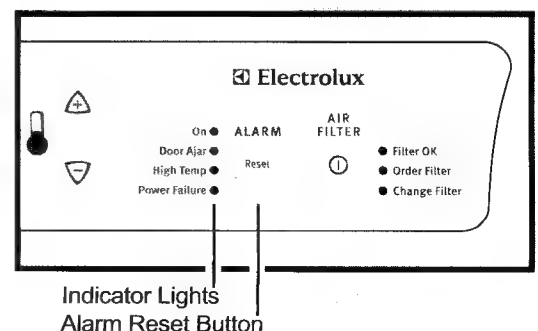 Electrolux
AIR
On ALARM FILTER
Door Ajar Filter OK
High Temp Reset Order Filter
Power Failure Change Filter
Indicator Lights
Alarm Reset Button